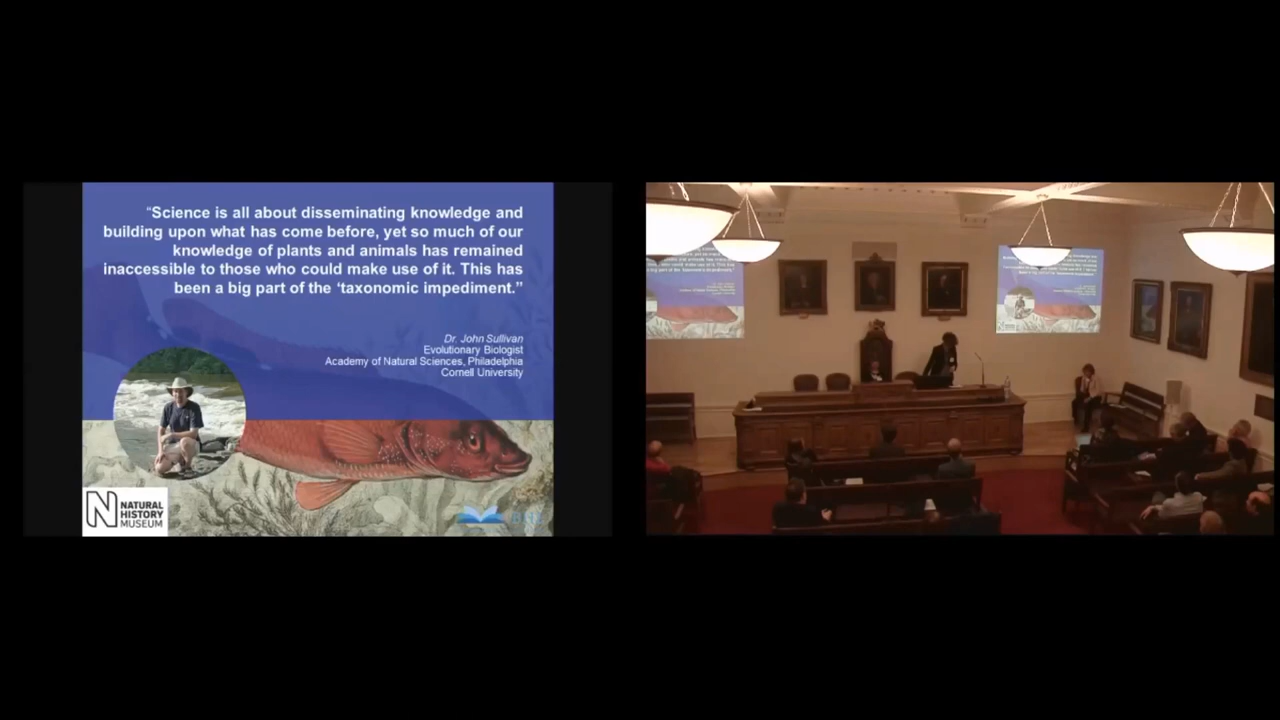 “Science is all about disseminating knowledge and
building upon what has come before, yet so much of our
knowledge of plants and animals has remained
inaccessible to those who could make use of it. This has
been a big part of the ‘taxonomic impediment.”
Dr. John Sullivan
Evolutionary Biologist
Academy of Natural Sciences, Philadelphia
Cornell University
N NATURAL
HISTORY
MUSEUM
BHL